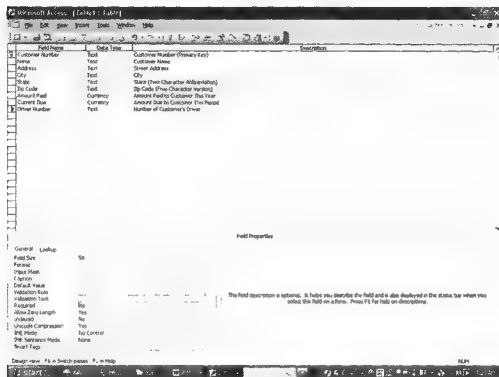 Microsoft Access - [Table1 : Table]
File Edit View Insert Tools Window Help
Field Name Data Type Description
Customer Number Text Customer Number (Primary Key)
Name Text Customer Name
Address Text Street Address
City Text City
State Text State (Two-Character Abbreviation)
Zip Code Text Zip Code (Five-Character Version)
Amount Paid Currency Amount Paid to Customer This Year
Current Due Currency Amount Due to Customer This Period
Driver Number Text Number of Customer's Driver
Field Properties
General Lookup
Field Size 50
Format
Input Mask
Caption
Default Value
Validation Rule
Validation Text
Required No
Allow Zero Length Yes
Indexed No
Unicode Compression Yes
IME Mode No Control
IME Sentence Mode None
Smart Tags
The field description is optional. It helps you describe the field and is also displayed in the status bar when you
select this field on a form. Press F1 for help on descriptions.
Design view. F6 = Switch panes. F1 = Help. NUM
start